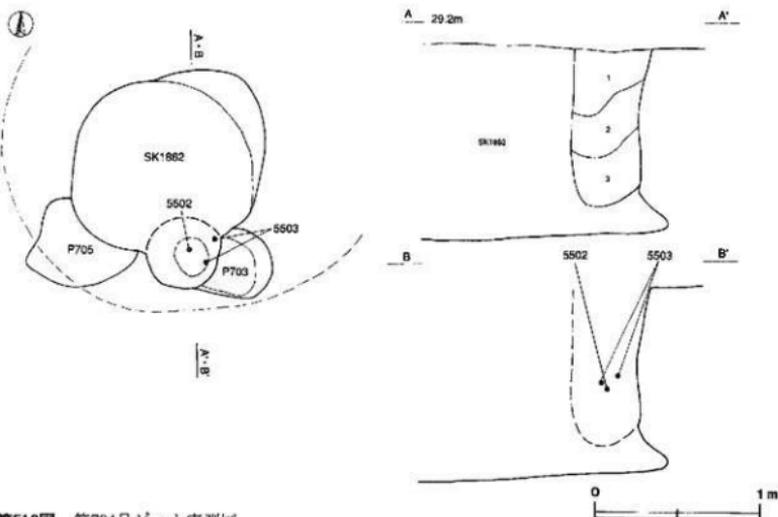 A・B
SK1862
5502
5503
P705
P703
A'・B'
A 29.2m A'
1
2
3
B B'
5502 5503
0 1 m